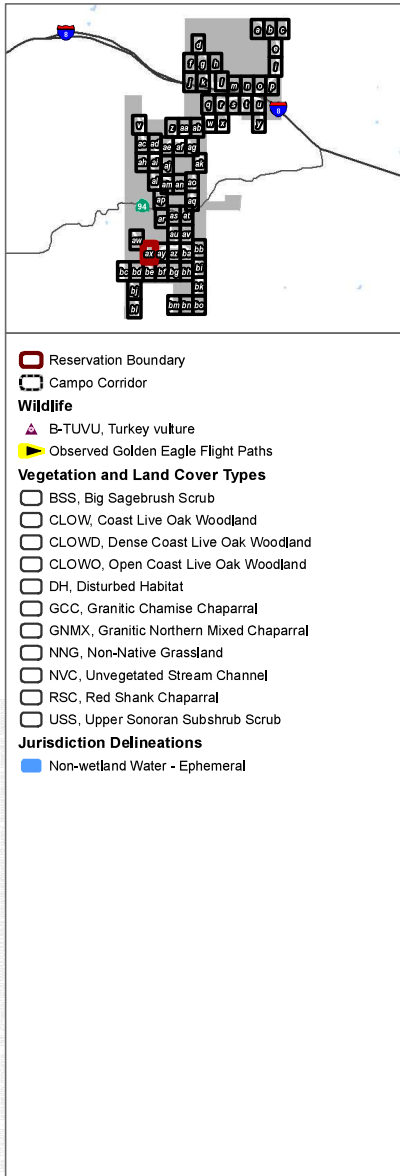 a b c
d o
f g h t
8
j k l m n o p
q r s t u 8
v z aa ab w x y
ac ad ae af ag
ah ai aj ak
al am an ao
94 ap aq
ar as at
aw au av
ax ay az ba bb
bc bd be bf bg bh bi
bj bk
bl bm bn bo
Reservation Boundary
Campo Corridor
Wildlife
B-TUVU, Turkey vulture
Observed Golden Eagle Flight Paths
Vegetation and Land Cover Types
BSS, Big Sagebrush Scrub
CLOW, Coast Live Oak Woodland
CLOWD, Dense Coast Live Oak Woodland
CLOWO, Open Coast Live Oak Woodland
DH, Disturbed Habitat
GCC, Granitic Chamise Chaparral
GNMX, Granitic Northern Mixed Chaparral
NNG, Non-Native Grassland
NVC, Unvegetated Stream Channel
RSC, Red Shank Chaparral
USS, Upper Sonoran Subshrub Scrub
Jurisdiction Delineations
Non-wetland Water - Ephemeral